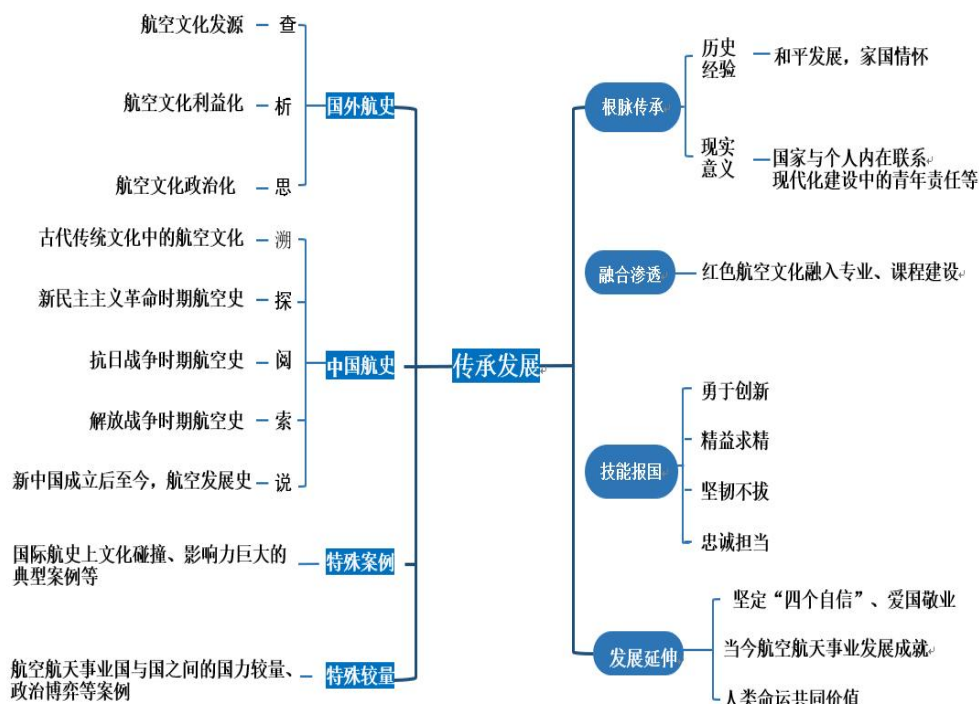 航空文化发源
查
航空文化利益化
析
国外航史
航空文化政治化
思
古代传统文化中的航空文化
溯
新民主主义革命时期航空史
探
抗日战争时期航空史
阅
中国航史
解放战争时期航空史
索
新中国成立后至今，航空发展史
说
国际航史上文化碰撞、影响力巨大的
典型案例等
特殊案例
航空航天事业国与国之间的国力较量、
政治博弈等案例
特殊较量
传承发展
根脉传承
历史
经验
和平发展，家国情怀
现实
意义
国家与个人内在联系
现代化建设中的青年责任等
融合渗透
红色航空文化融入专业、课程建设
技能报国
勇于创新
精益求精
坚韧不拔
忠诚担当
发展延伸
坚定“四个自信”、爱国敬业
当今航空航天事业发展成就
人类命运共同价值